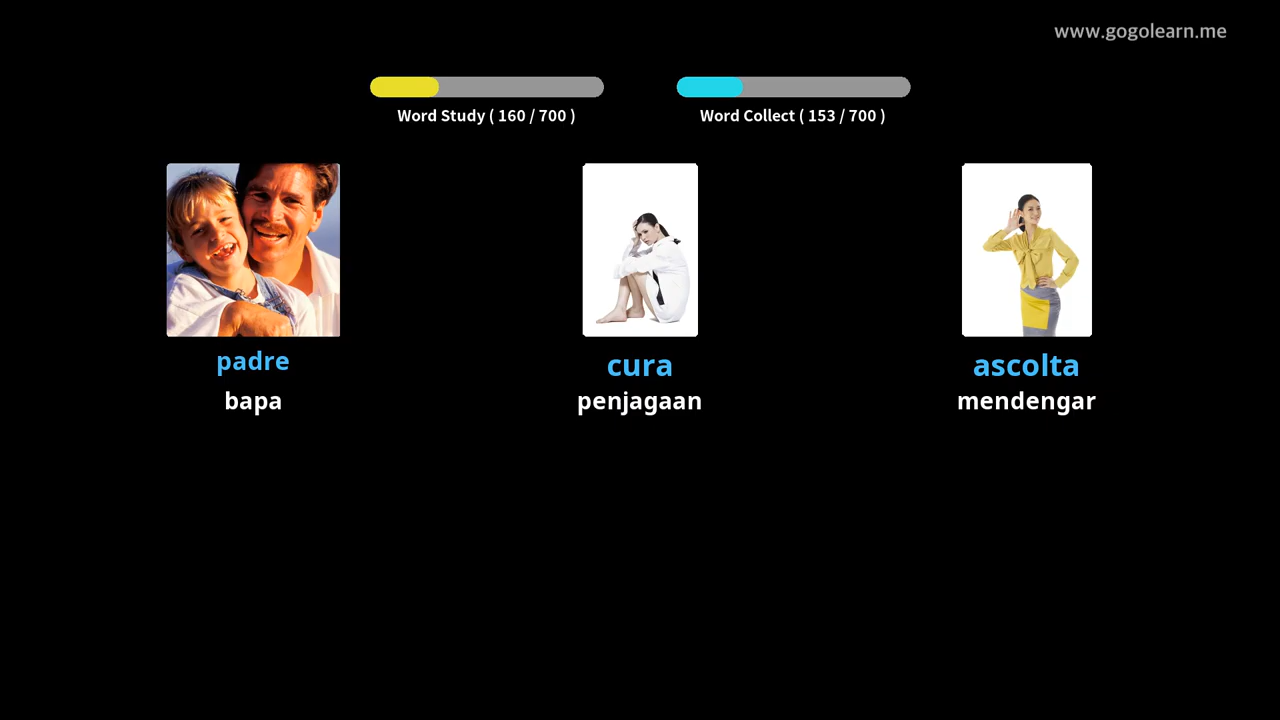 www.gogolearn.me
Word Study ( 160 / 700 )
Word Collect ( 153 / 700 )
padre
cura
ascolta
bapa
penjagaan
mendengar